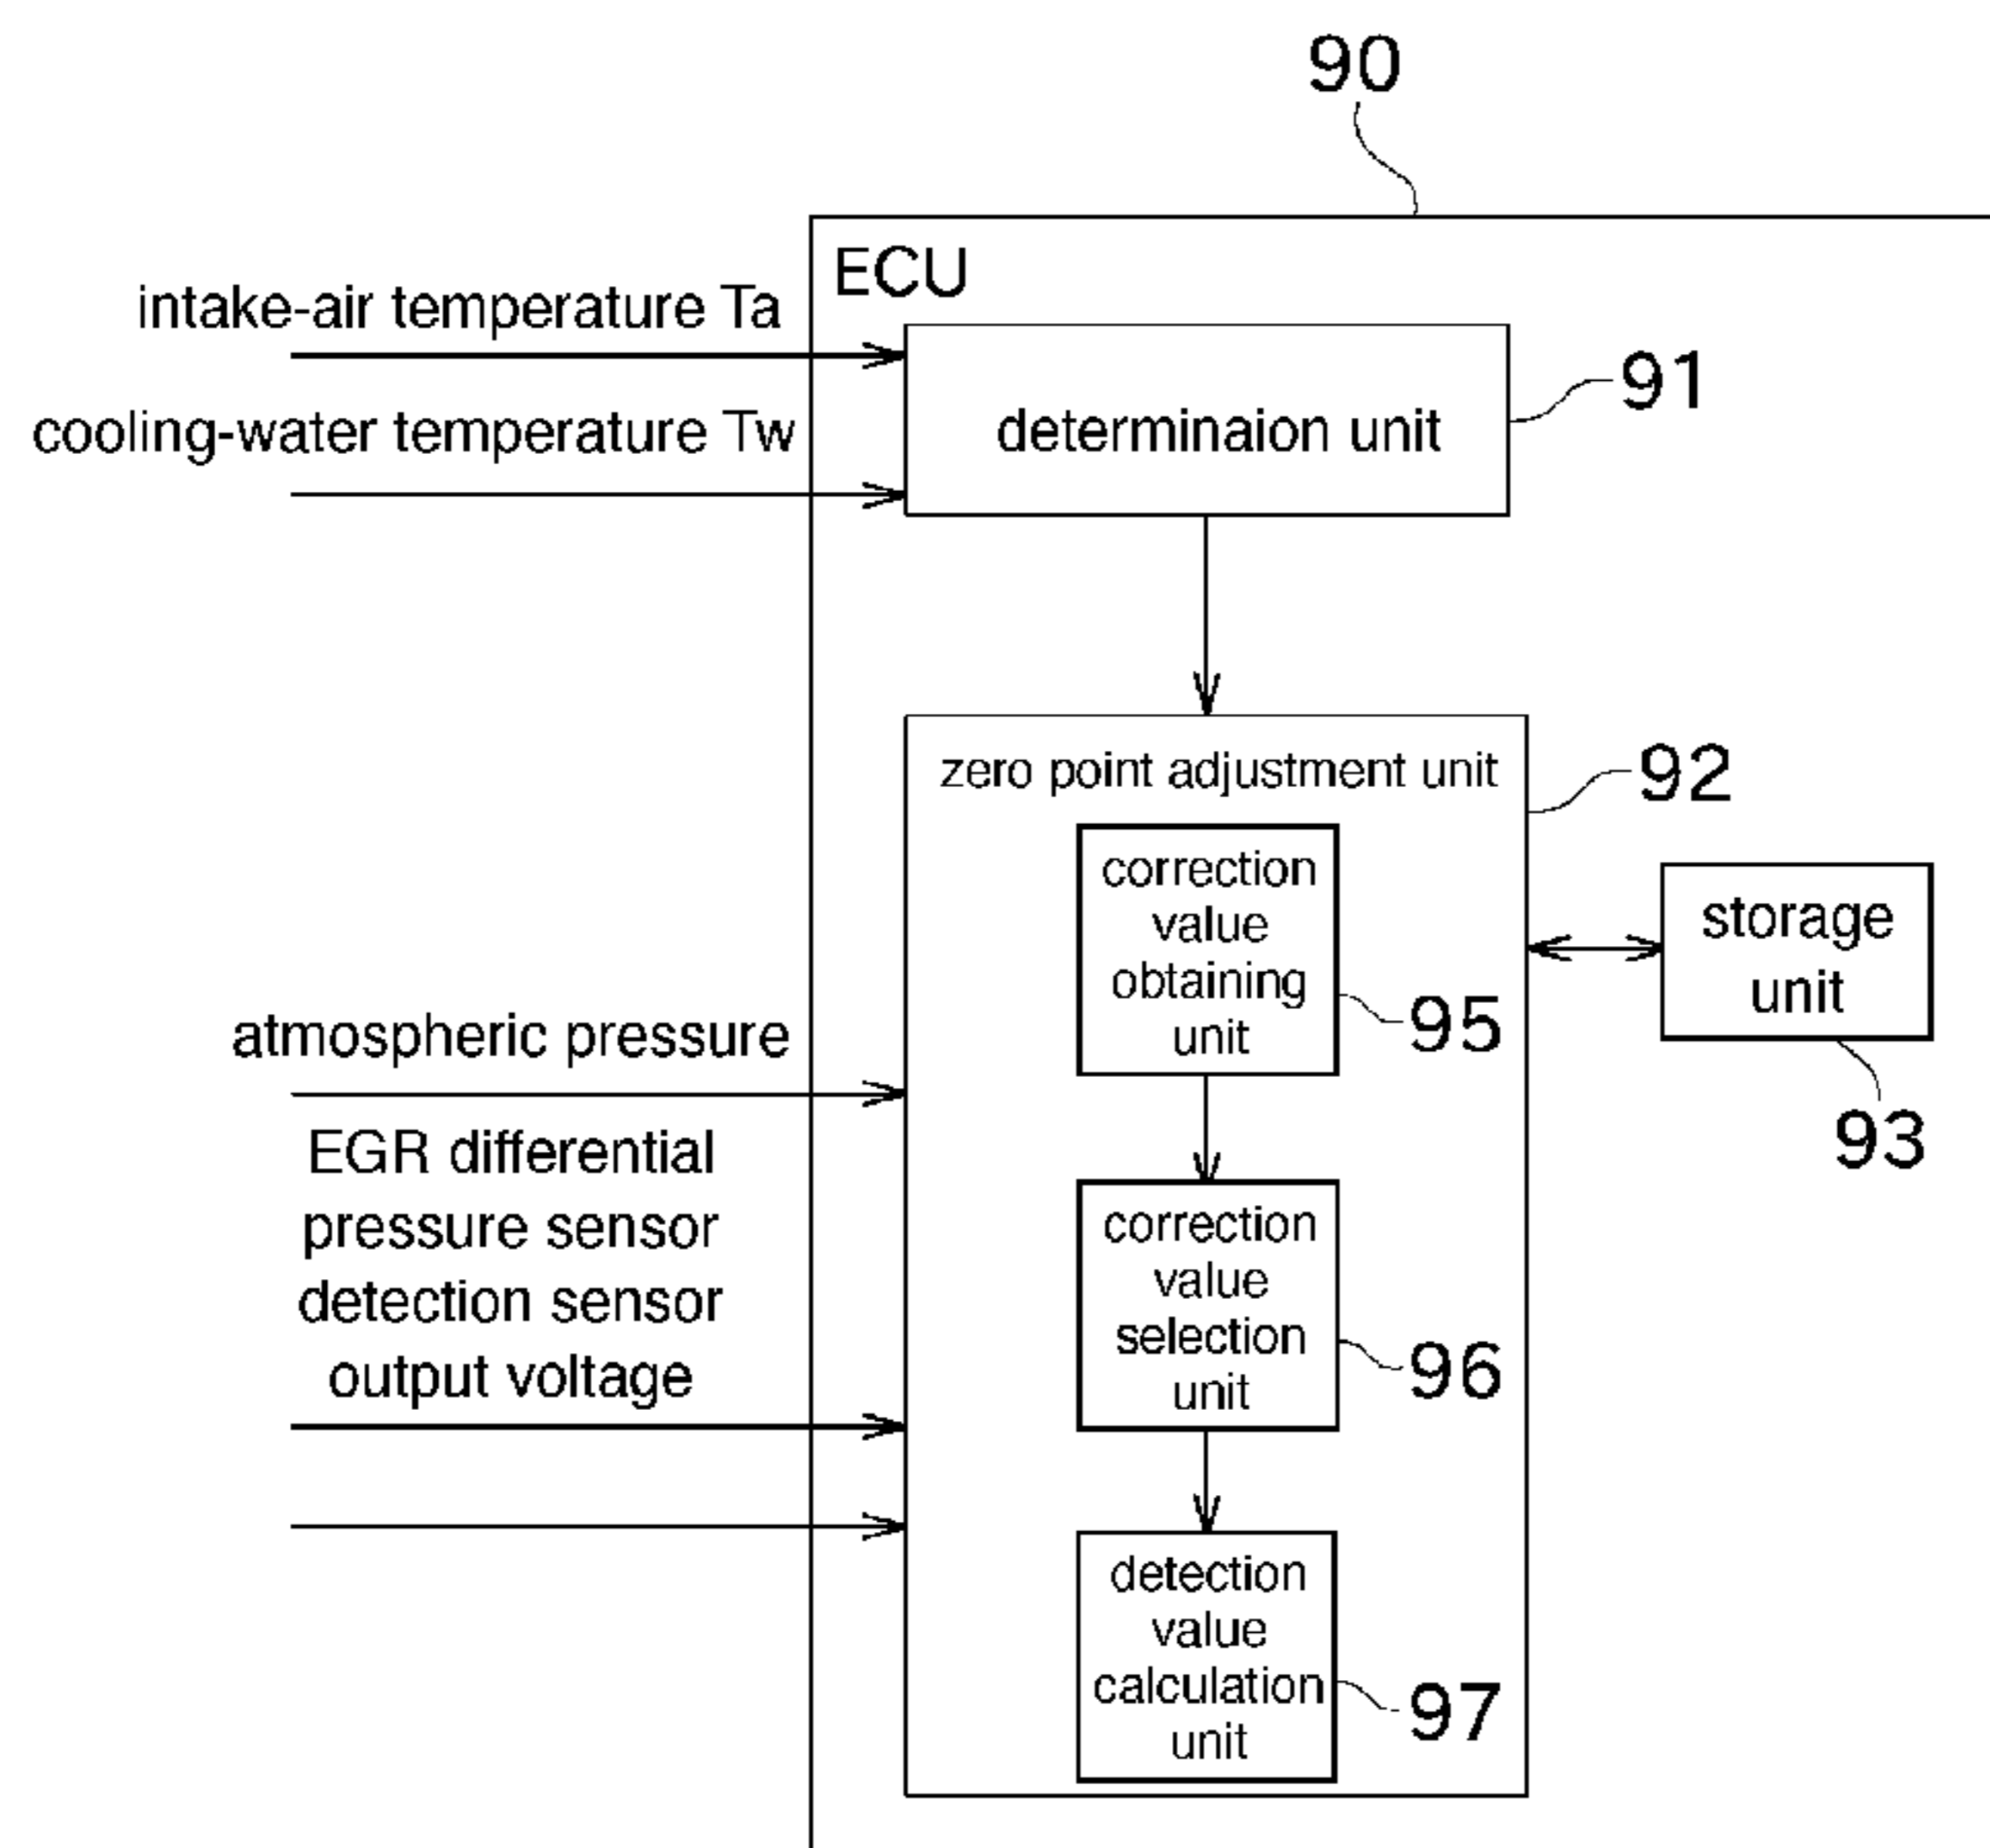 90
ECU
intake-air temperature Ta
91
cooling-water temperature Tw
determinaion unit
zero point adjustment unit
92
correction
value
obtaining
unit
95
storage
unit
93
atmospheric pressure
EGR differential
pressure sensor
detection sensor
output voltage
correction
value
selection
unit
96
detection
value
calculation
unit
97